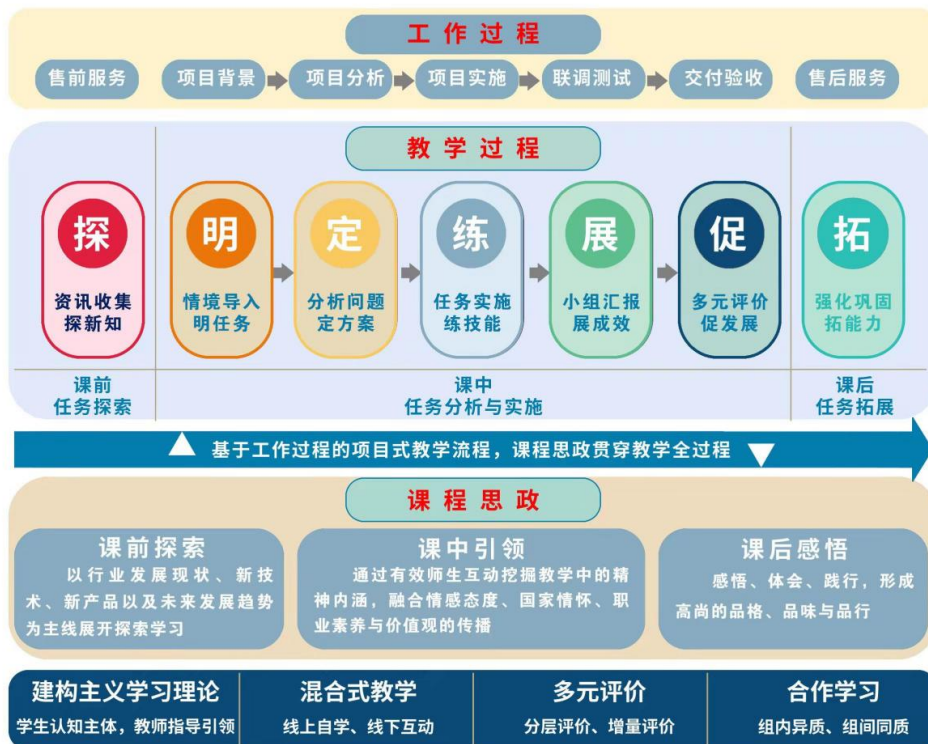 工作过程
售前服务 项目背景 项目分析 项目实施 联调测试 交付验收 售后服务
教学过程
探 明 定 练 展 促 拓
资讯收集 情境导入 分析问题 任务实施 小组汇报 多元评价 强化巩固
探新知 明任务 定方案 练技能 展成效 促发展 拓能力
课前 课中 课后
任务探索 任务分析与实施 任务拓展
基于工作过程的项目式教学流程，课程思政贯穿教学全过程
课程思政
课前探索
以行业发展现状、新技
术、新产品以及未来发展趋势
为主线展开探索学习
课中引领
通过有效师生互动挖掘教学中的精
神内涵，融合情感态度、国家情怀、职
业素养与价值观的传播
课后感悟
感悟、体会、践行，形成
高尚的品格、品味与品行
建构主义学习理论 混合式教学 多元评价 合作学习
学生认知主体，教师指导引领 线上自学、线下互动 分层评价、增量评价 组内异质、组间同质